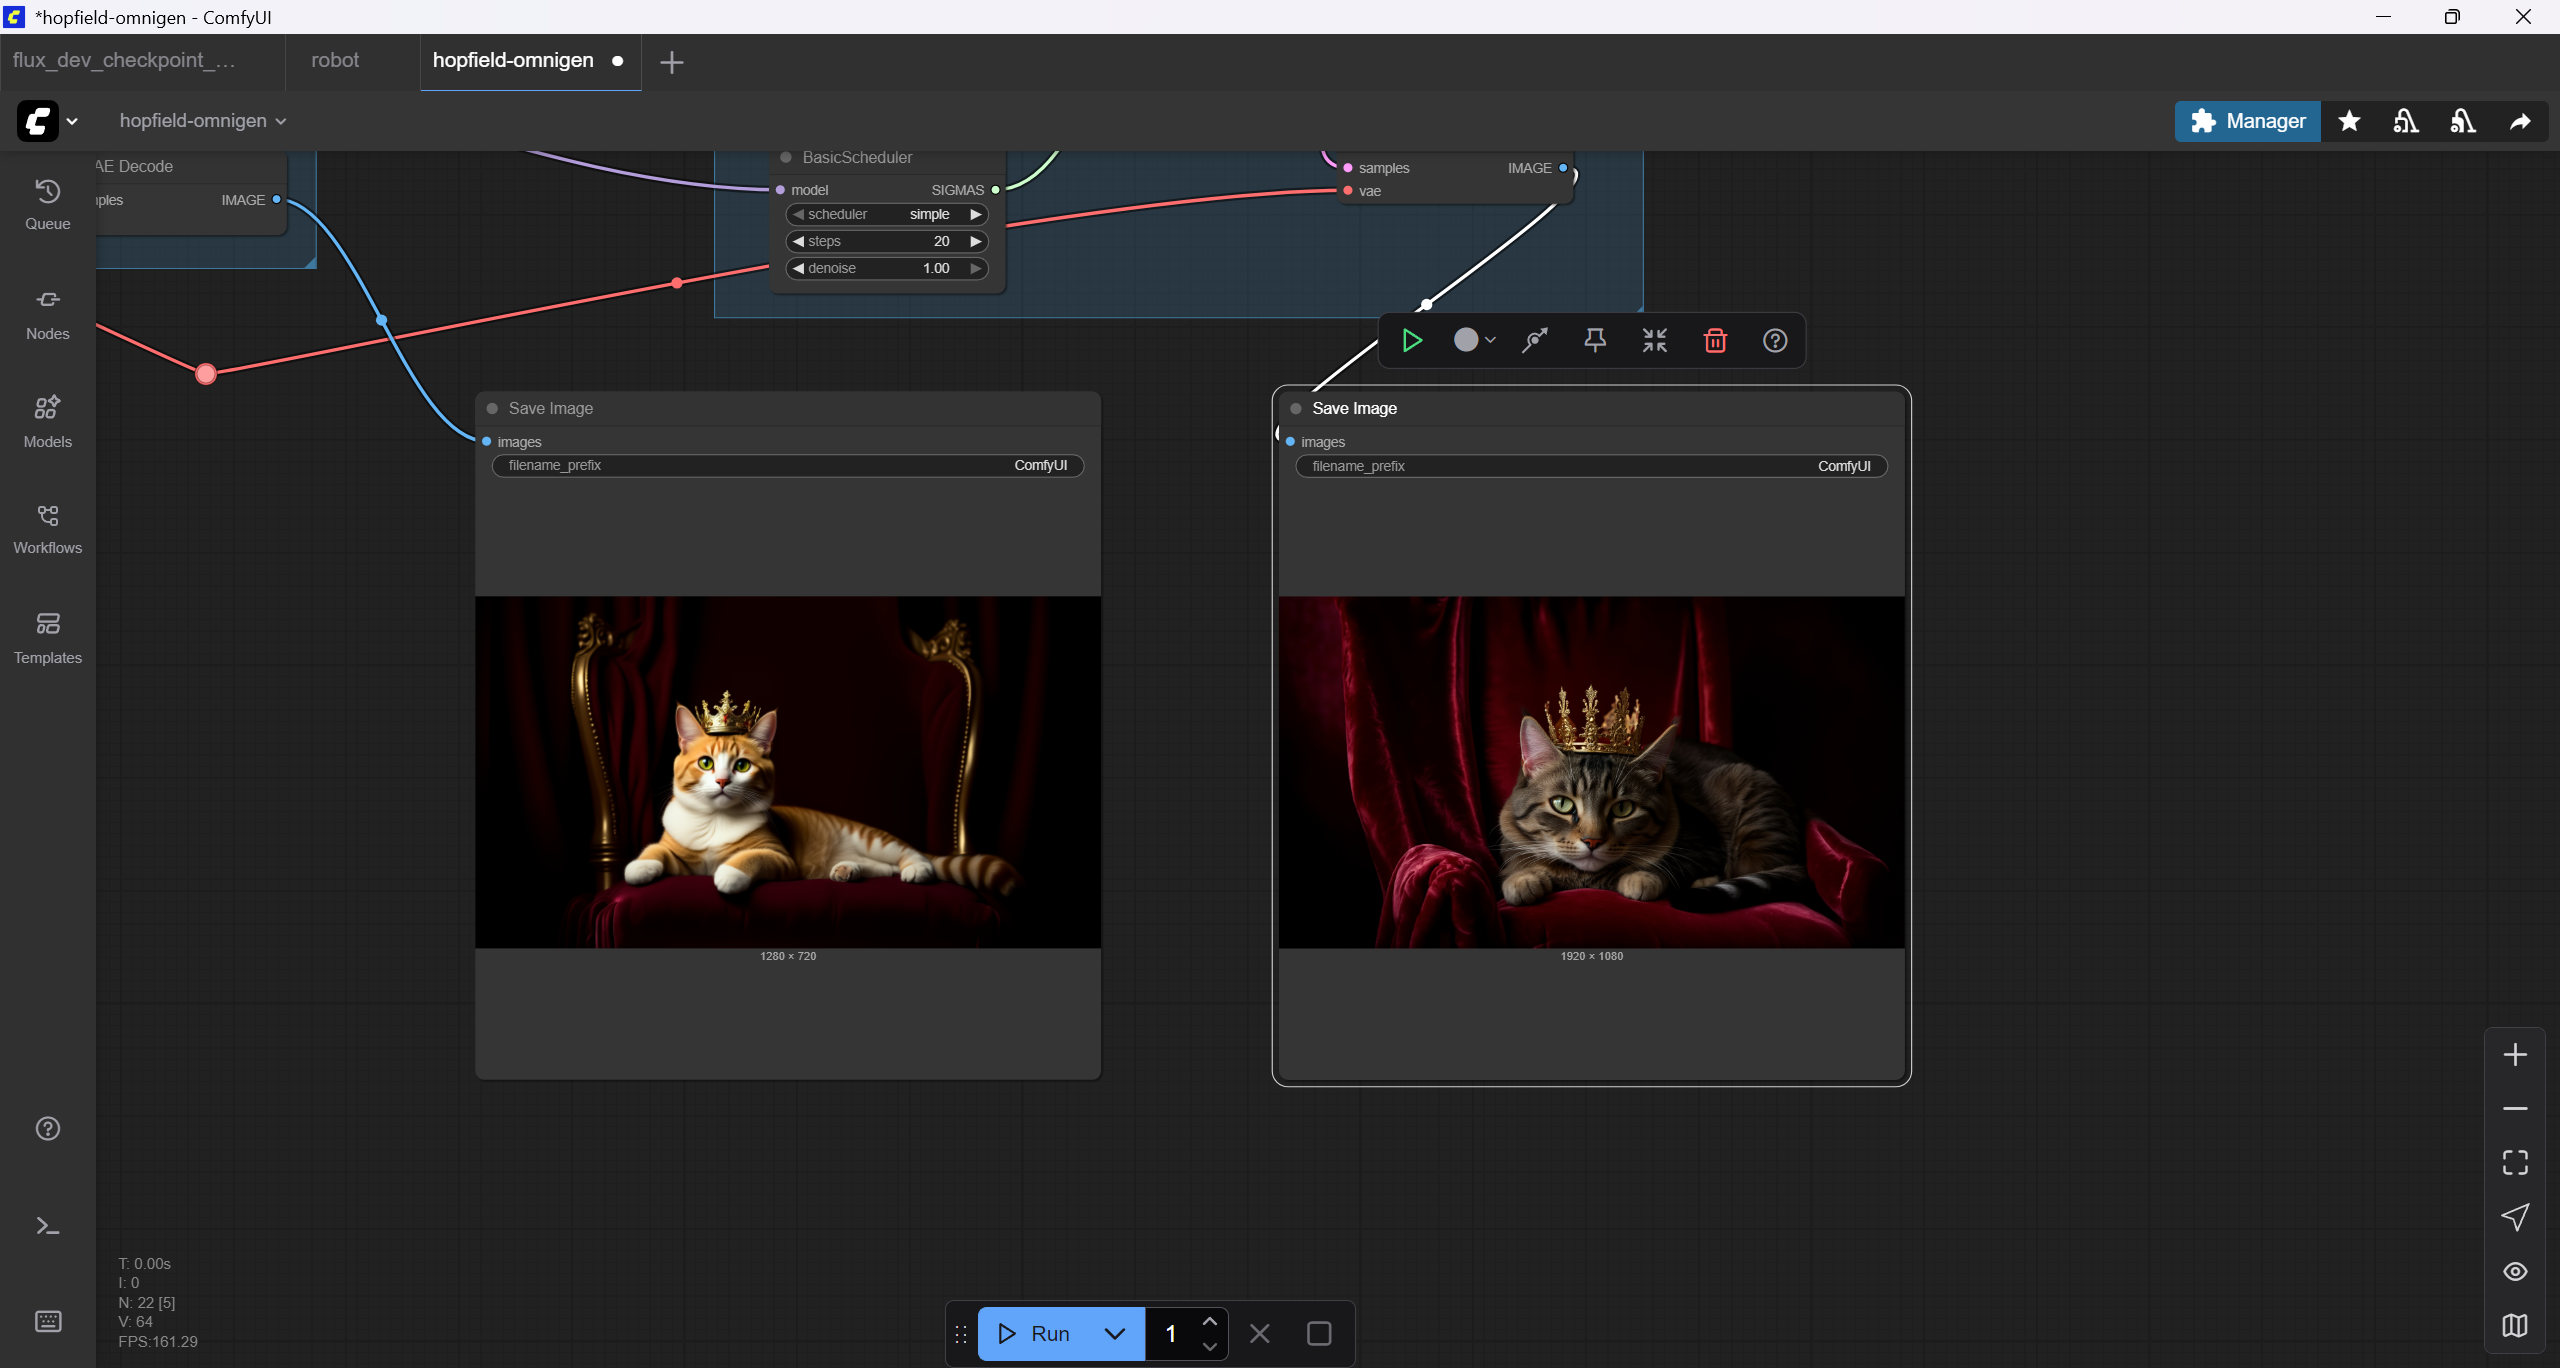 *hopfield-omnigen - ComfyUI
flux_dev_checkpoint_...
robot
hopfield-omnigen
hopfield-omnigen
Manager
AE Decode
BasicScheduler
samples
IMAGE
Queue
nples
IMAGE
model
SIGMAS
vae
scheduler simple
steps 20
denoise 1.00
Nodes
Models
Save Image
Save Image
images
images
filename_prefix ComfyUI
filename_prefix ComfyUI
Workflows
Templates
1280 × 720
1920 × 1080
T: 0.00s
I: 0
N: 22 [5]
V: 64
FPS:161.29
Run
1